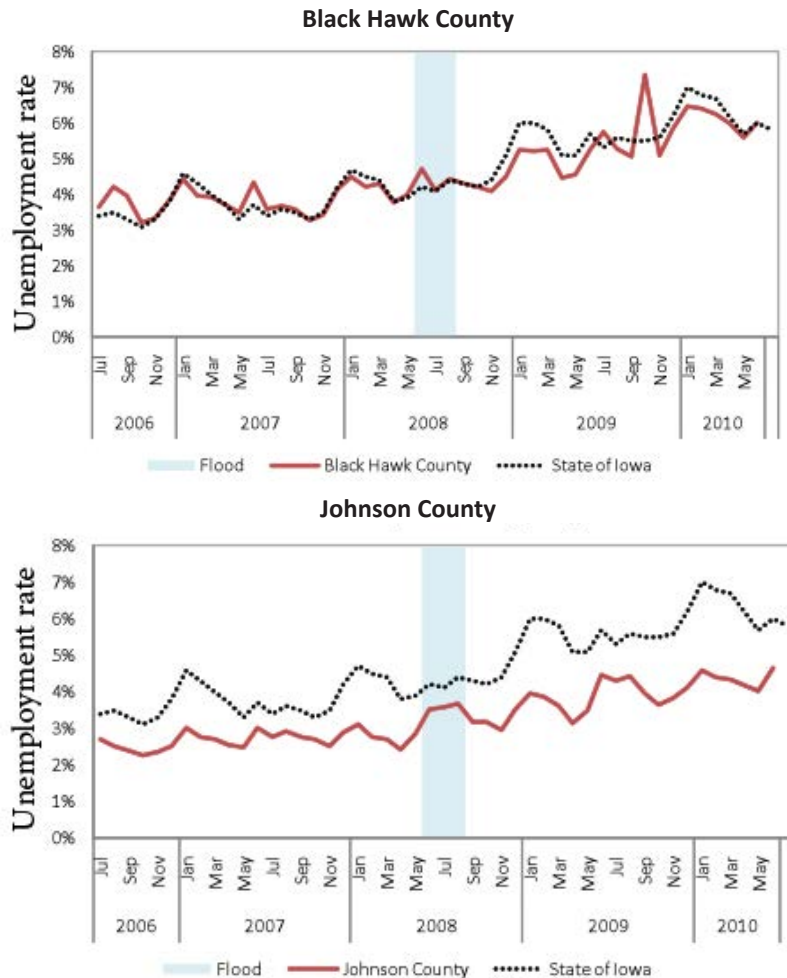 Black Hawk County
8%
7%
6%
5%
4%
3%
2%
1%
0%
Unemployment rate
Jul Sep Nov Jan Mar May Jul Sep Nov Jan Mar May Jul Sep Nov Jan Mar May Jul Sep Nov Jan Mar May
2006 2007 2008 2009 2010
Flood Black Hawk County State of Iowa
Johnson County
8%
7%
6%
5%
4%
3%
2%
1%
0%
Unemployment rate
Jul Sep Nov Jan Mar May Jul Sep Nov Jan Mar May Jul Sep Nov Jan Mar May Jul Sep Nov Jan Mar May
2006 2007 2008 2009 2010
Flood Johnson County State of Iowa